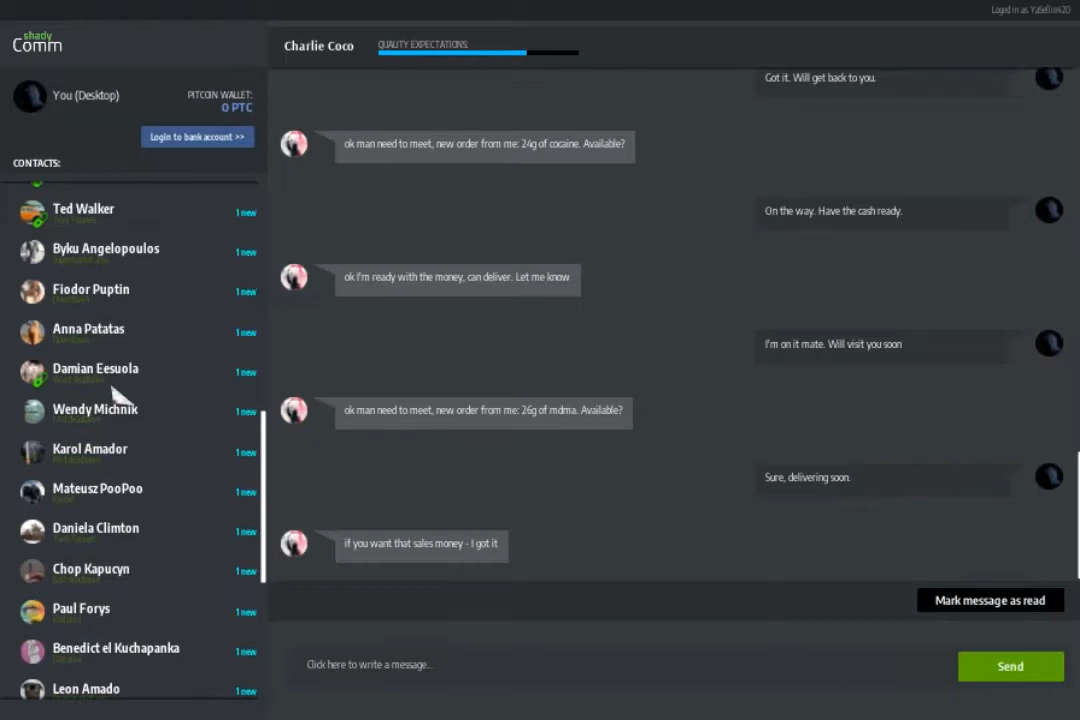 Loged in as YaSellin420
shady
Comm
Charlie Coco
QUALITY EXPECTATIONS:
You (Desktop)
PITCOIN WALLET:
0 PTC
Login to bank account >>
CONTACTS:
Ted Walker
1 new
Byku Angelopoulos
1 new
Fiodor Puptin
1 new
Anna Patatas
1 new
Damian Eesuola
1 new
Wendy Michnik
1 new
Karol Amador
1 new
Mateusz PooPoo
1 new
Daniela Climton
1 new
Chop Kapucyn
1 new
Paul Forys
1 new
Benedict el Kuchapanka
1 new
Leon Amado
1 new
Got it. Will get back to you.
ok man need to meet, new order from me: 24g of cocaine. Available?
On the way. Have the cash ready.
ok I'm ready with the money, can deliver. Let me know
I'm on it mate. Will visit you soon
ok man need to meet, new order from me: 26g of mdma. Available?
Sure, delivering soon.
if you want that sales money - I got it
Mark message as read
Click here to write a message...
Send